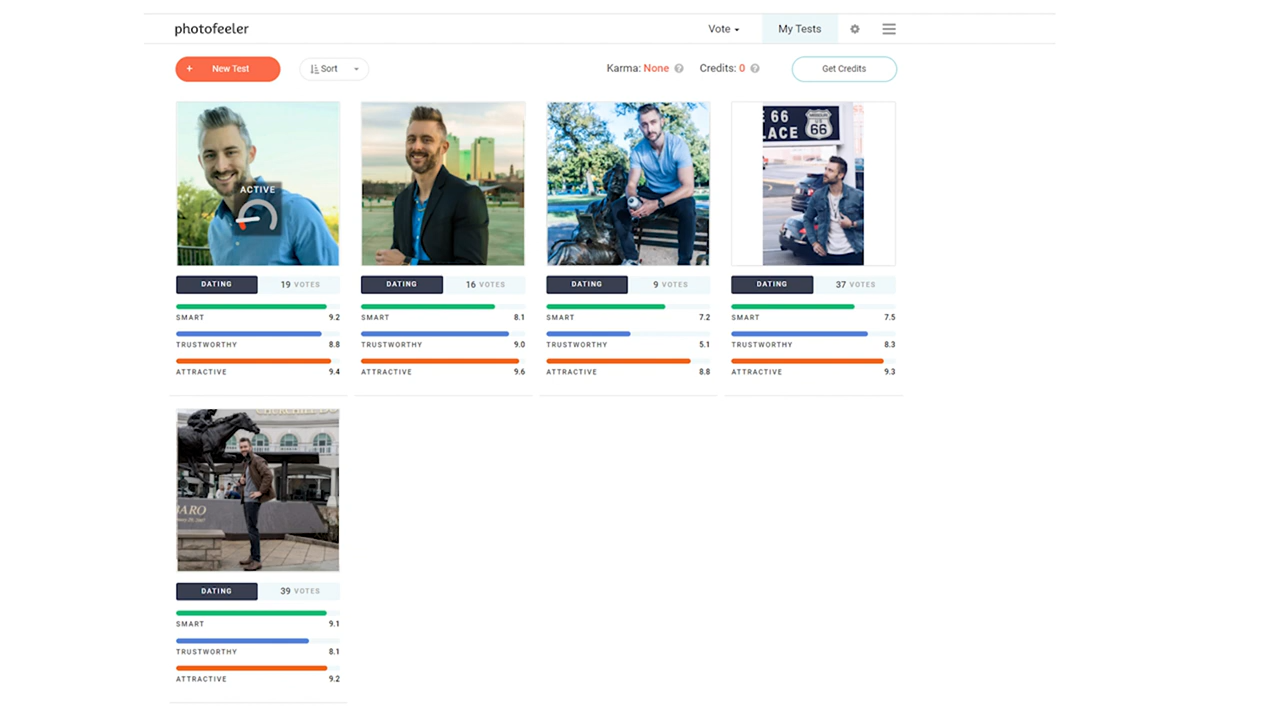 photofeeler
Vote
My Tests
+ New Test
Sort
Karma: None ?
Credits: 0 ?
Get Credits
ACTIVE
E 66
LACE
MISSOURI
US
66
DATING 19 VOTES
DATING 16 VOTES
DATING 9 VOTES
DATING 37 VOTES
SMART 9.2
SMART 8.1
SMART 7.2
SMART 7.5
TRUSTWORTHY 8.8
TRUSTWORTHY 9.0
TRUSTWORTHY 5.1
TRUSTWORTHY 8.3
ATTRACTIVE 9.4
ATTRACTIVE 9.6
ATTRACTIVE 8.8
ATTRACTIVE 9.3
ARO
DATING 39 VOTES
SMART 9.1
TRUSTWORTHY 8.1
ATTRACTIVE 9.2